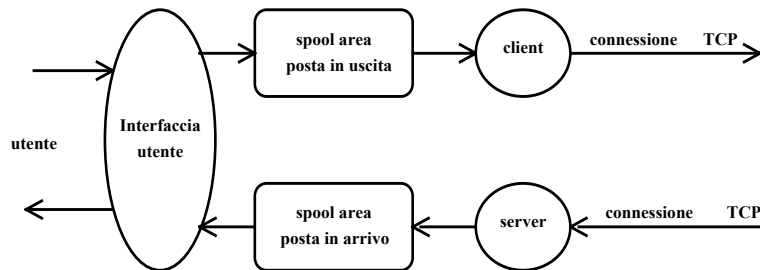 spool area
posta in uscita
client
connessione TCP
utente
Interfaccia
utente
spool area
posta in arrivo
server
connessione TCP